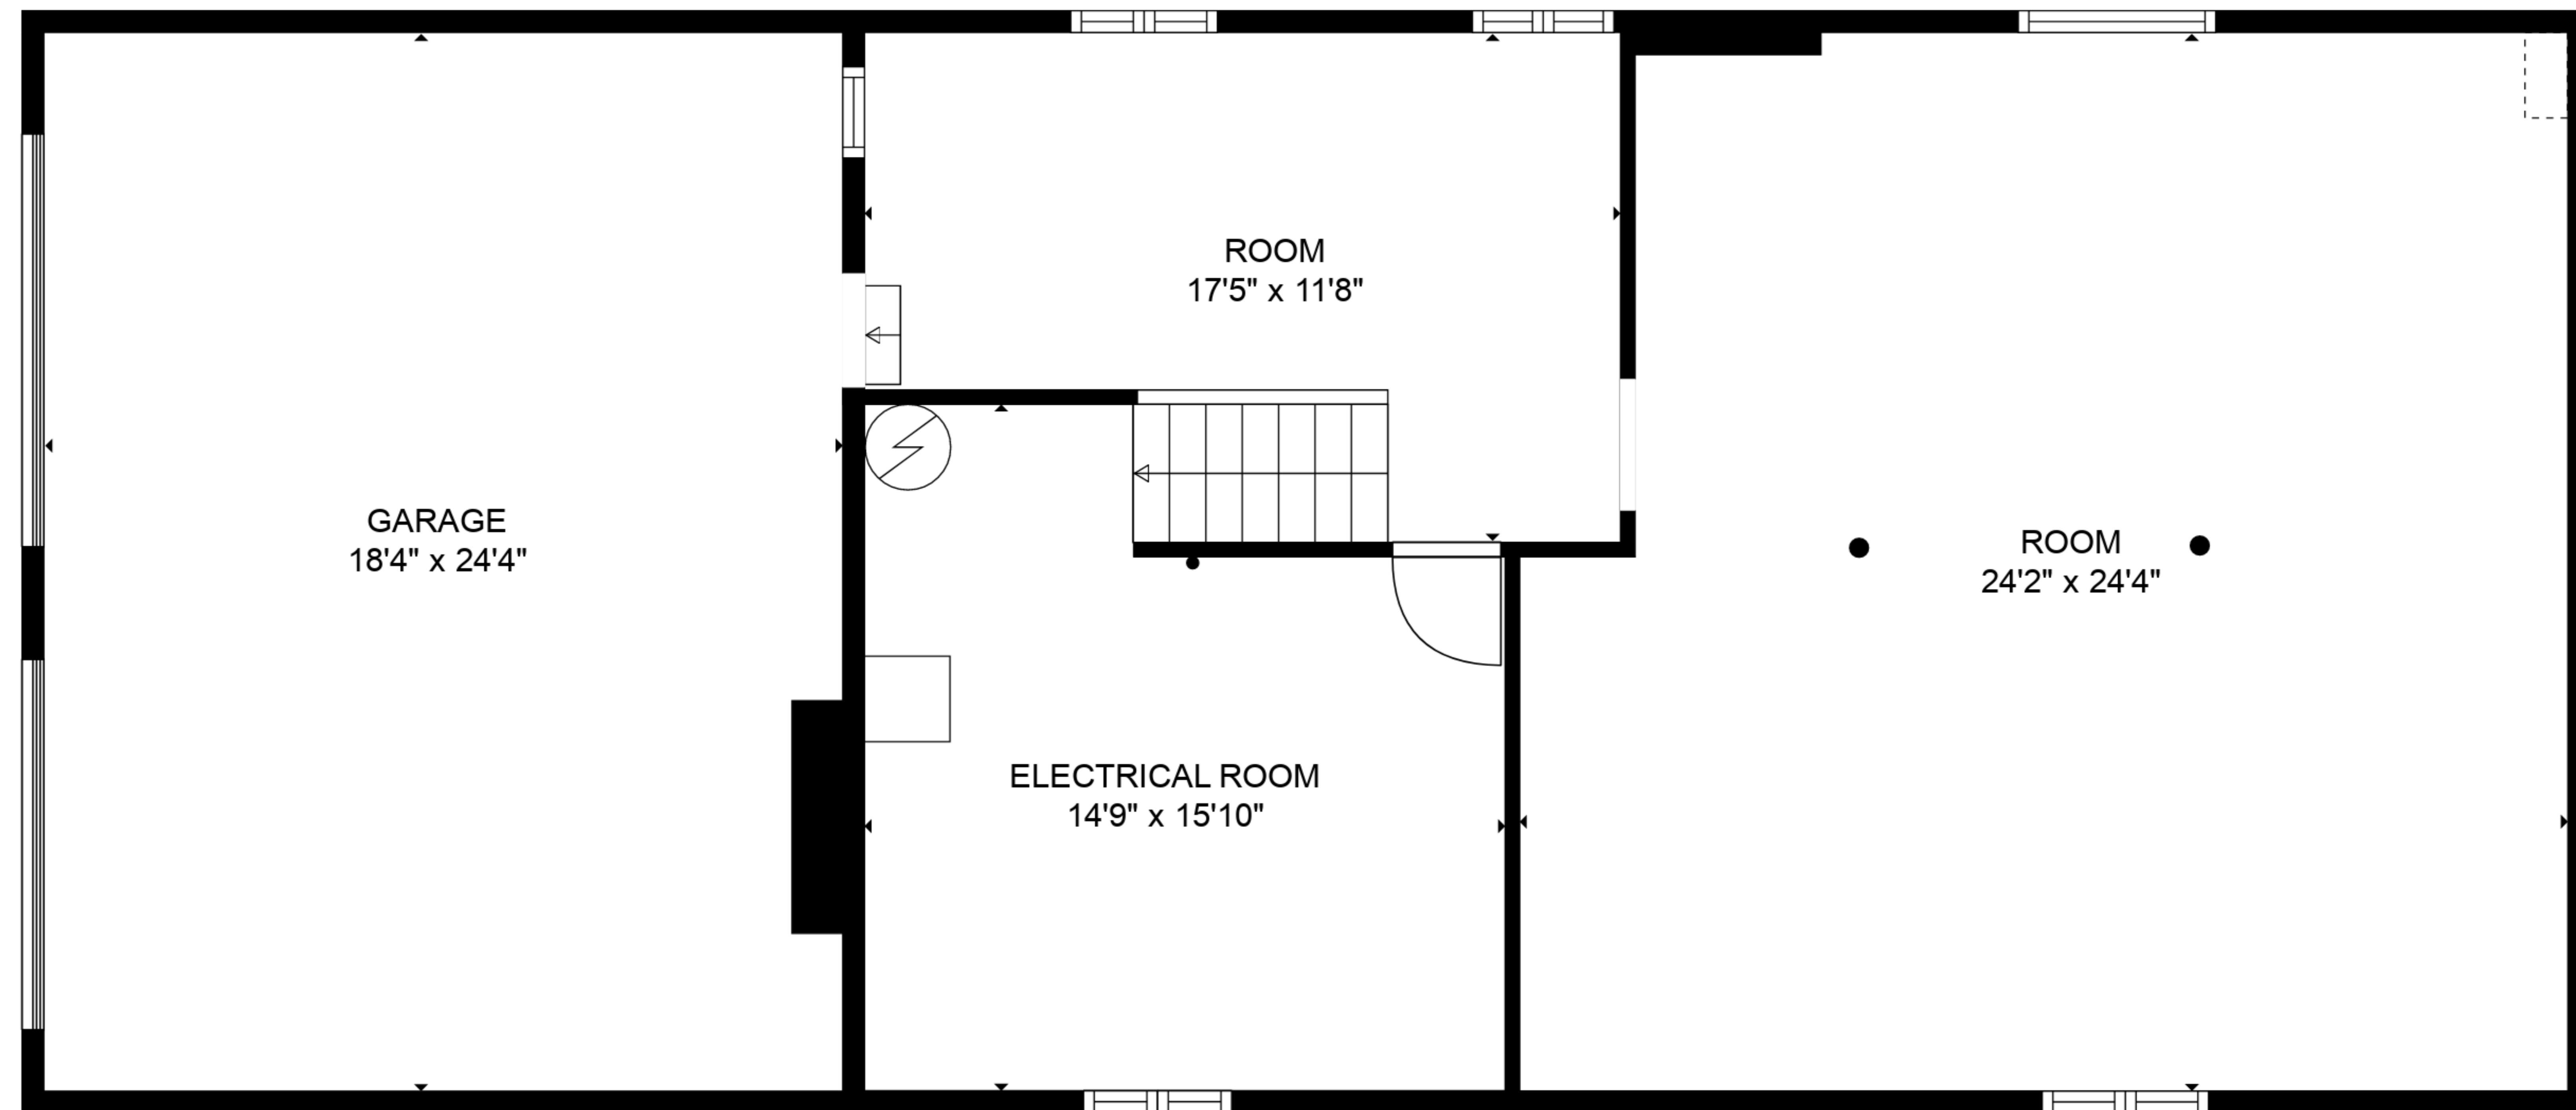 ROOM
17'5" x 11'8"
GARAGE
18'4" x 24'4"
ROOM
24'2" x 24'4"
ELECTRICAL ROOM
14'9" x 15'10"